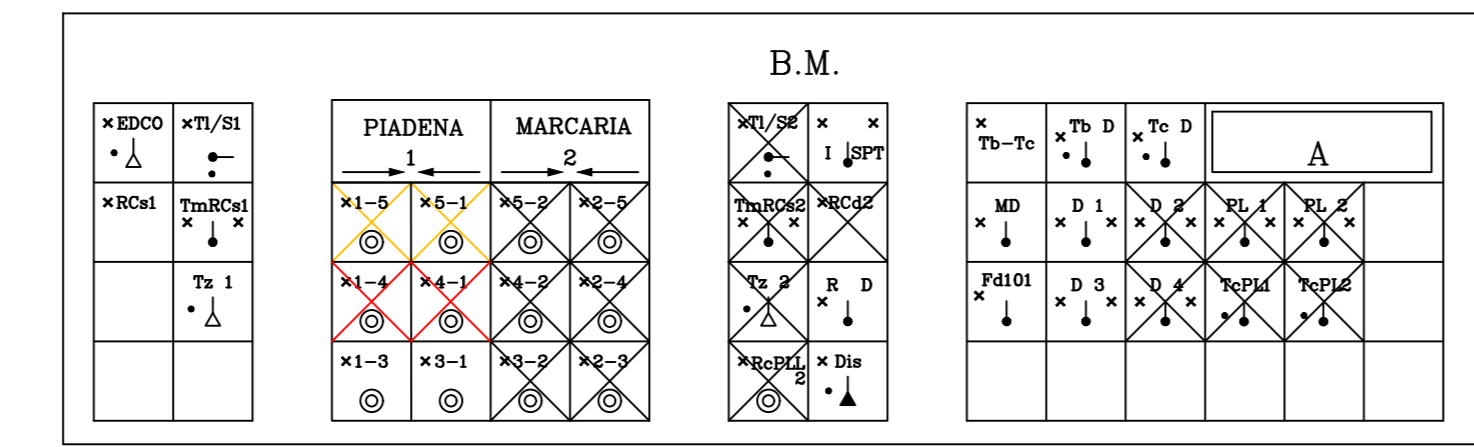 B.M.
×EDCO ×Tl/S1
×RCs1 TmRCs1
× ×
Tz 1
PIADENA MARCARIA
1 2
×1-5 ×5-1 ×5-2 ×2-5
×1-4 ×4-1 ×4-2 ×2-4
×1-3 ×3-1 ×3-2 ×2-3
×Tl/S2 × ×
I SPT
TmRCs2 ×RCd2
× ×
Tz 2 R D
×
×RcPLL × Dis
2
× Tb D Tc D
Tb-Tc × × A
MD D 1 D 2 PL 1 PL 2
× × × × × × × × ×
Fd101 D 3 D 4 TcPL1 TcPL2
× × × × ×